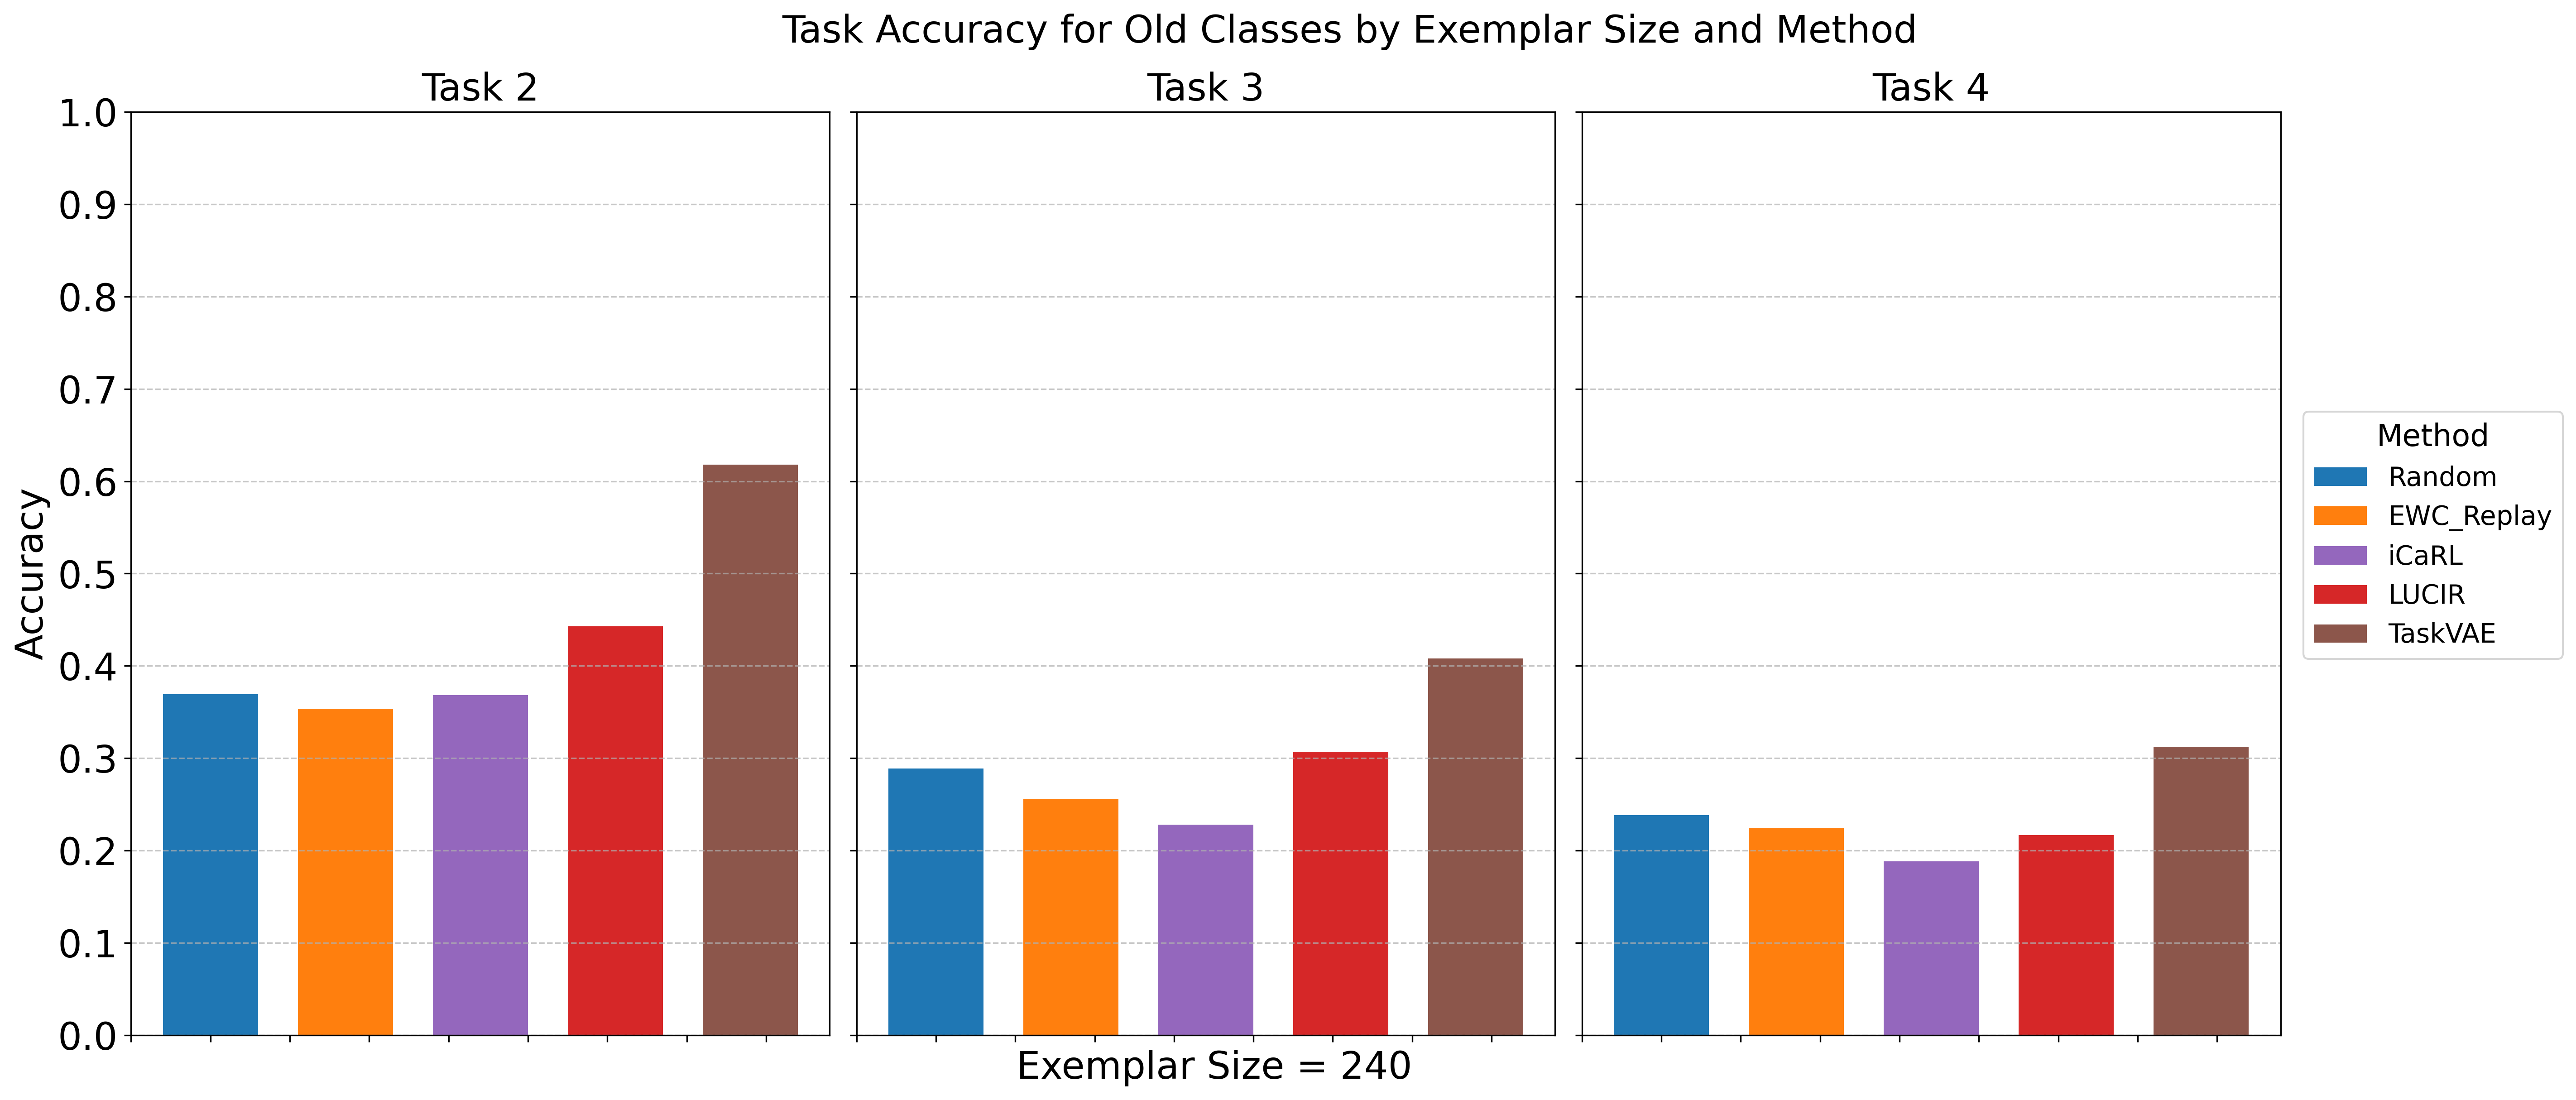 Task Accuracy for Old Classes by Exemplar Size and Method
Task 2
Task 3
Task 4
1.0
0.9
0.8
0.7
0.6
0.5
0.4
0.3
0.2
0.1
0.0
Accuracy
Exemplar Size = 240
Method
Random
EWC_Replay
iCaRL
LUCIR
TaskVAE